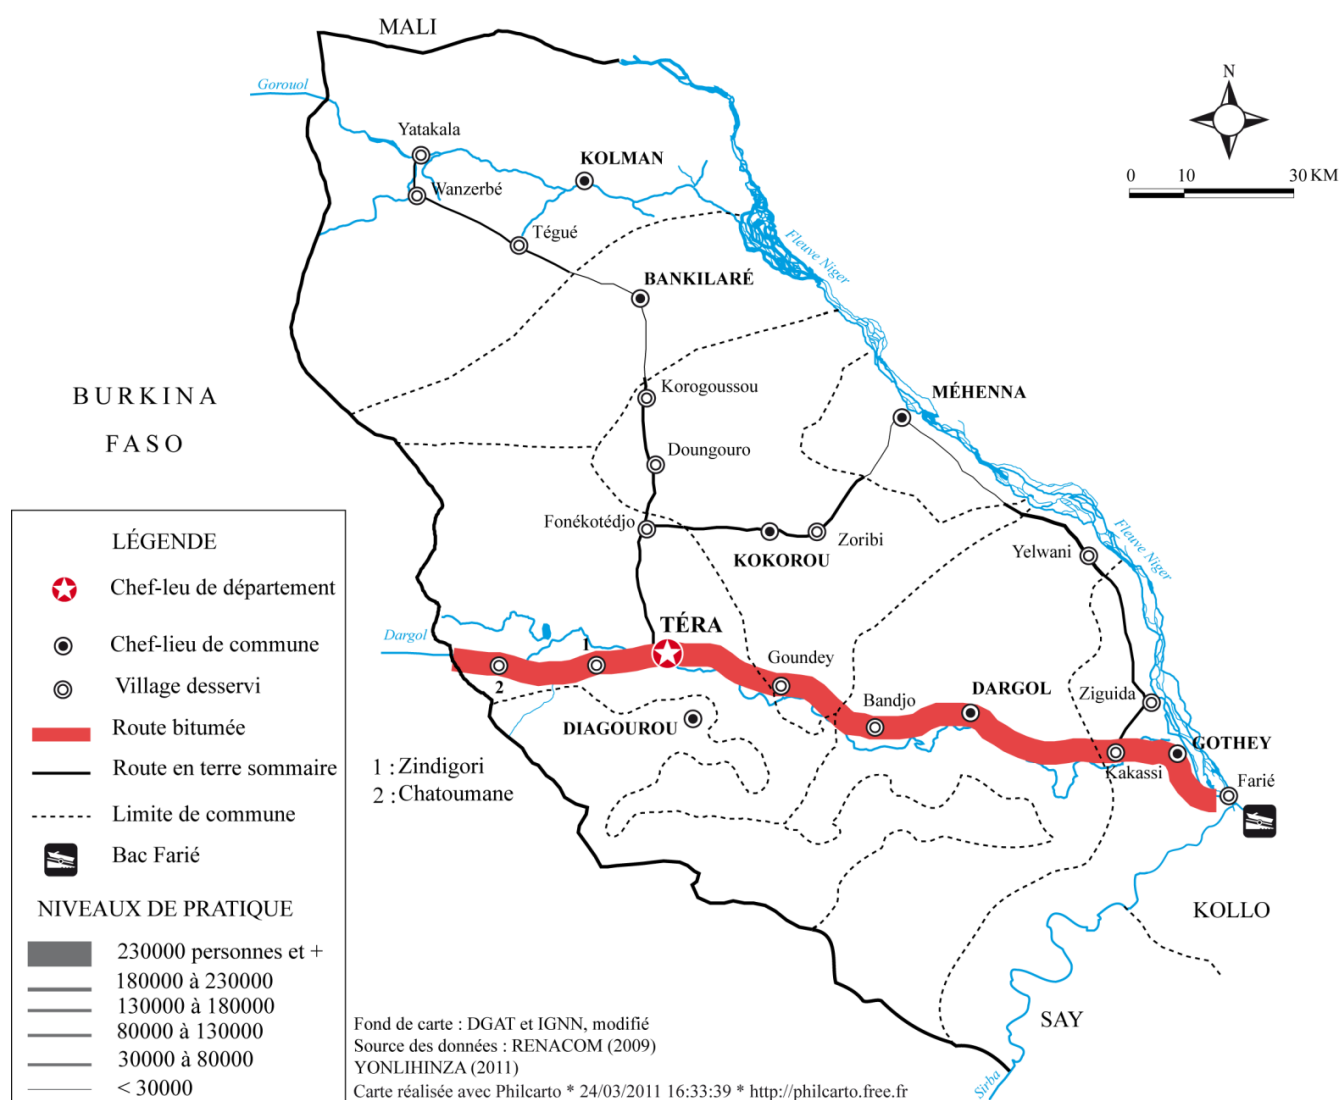 MALI
N
Gorouol
Yatakala
KOLMAN
0 10 30 KM
Wanzerbé
Tégué
Fleuve Niger
BANKILARÉ
BURKINA
FASO
Korogoussou
MÉHENNA
Doungouro
Fonékotédjo
Zoribi
KOKOROU
Yelwani
Fleuve Niger
Dargol
TÉRA
1
2
Goundey
Bandjo
DARGOL
Ziguida
DIAGOUROU
GOTHEY
Kakassi
Farié
1 : Zindigori
2 : Chatoumane
KOLLO
SAY
Sirba
LÉGENDE
Chef-leu de département
Chef-lieu de commune
Village desservi
Route bitumée
Route en terre sommaire
Limite de commune
Bac Farié
NIVEAUX DE PRATIQUE
230000 personnes et +
180000 à 230000
130000 à 180000
80000 à 130000
30000 à 80000
< 30000
Fond de carte : DGAT et IGNN, modifié
Source des données : RENACOM (2009)
YONLIHINZA (2011)
Carte réalisée avec Philcarto * 24/03/2011 16:33:39 * http://philcarto.free.fr